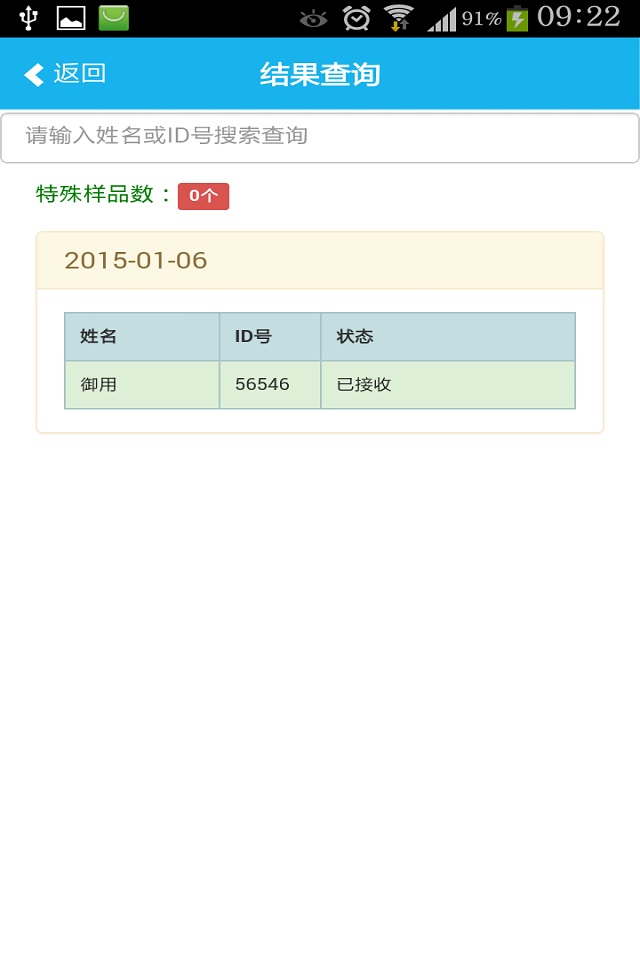 91% 09:22
返回 结果查询
请输入姓名或ID号搜索查询
特殊样品数：0个
2015-01-06
姓名 ID号 状态
御用 56546 已接收